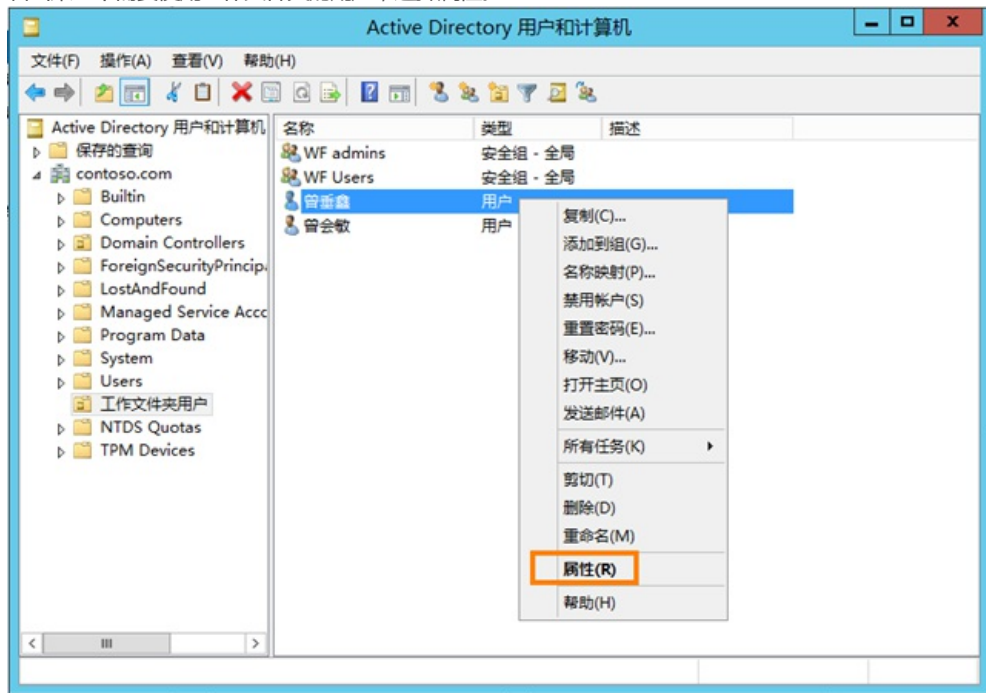 Active Directory 用户和计算机
文件(F) 操作(A) 查看(V) 帮助(H)
Active Directory 用户和计算机
保存的查询
contoso.com
Builtin
Computers
Domain Controllers
ForeignSecurityPrincip
LostAndFound
Managed Service Accc
Program Data
System
Users
工作文件夹用户
NTDS Quotas
TPM Devices
名称 类型 描述
WF admins 安全组 - 全局
WF Users 安全组 - 全局
曾垂鑫 用户
曾会敏 用户
复制(C)...
添加到组(G)...
名称映射(P)...
禁用帐户(S)
重置密码(E)...
移动(V)...
打开主页(O)
发送邮件(A)
所有任务(K)
剪切(T)
删除(D)
重命名(M)
属性(R)
帮助(H)